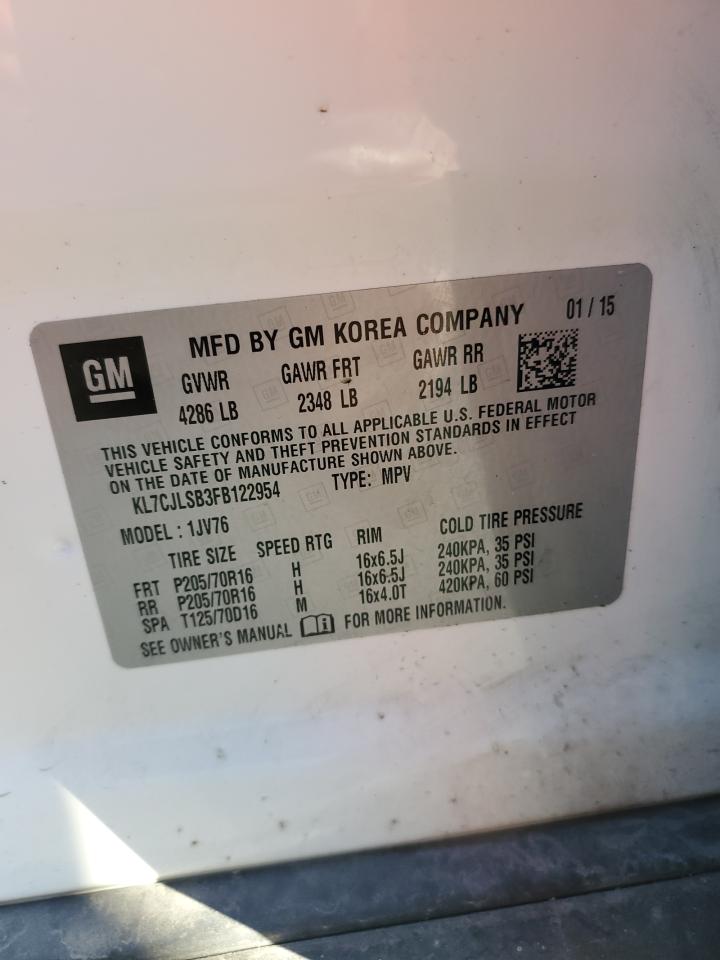 GM
MFD BY GM KOREA COMPANY 01 / 15
GVWR GAWR FRT GAWR RR
4286 LB 2348 LB 2194 LB
THIS VEHICLE CONFORMS TO ALL APPLICABLE U.S. FEDERAL MOTOR
VEHICLE SAFETY AND THEFT PREVENTION STANDARDS IN EFFECT
ON THE DATE OF MANUFACTURE SHOWN ABOVE.
KL7CJLSB3FB122954 TYPE: MPV
MODEL : 1JV76
TIRE SIZE SPEED RTG RIM COLD TIRE PRESSURE
FRT P205/70R16 H 16x6.5J 240KPA, 35 PSI
RR P205/70R16 H 16x6.5J 240KPA, 35 PSI
SPA T125/70D16 M 16x4.0T 420KPA, 60 PSI
SEE OWNER'S MANUAL FOR MORE INFORMATION.